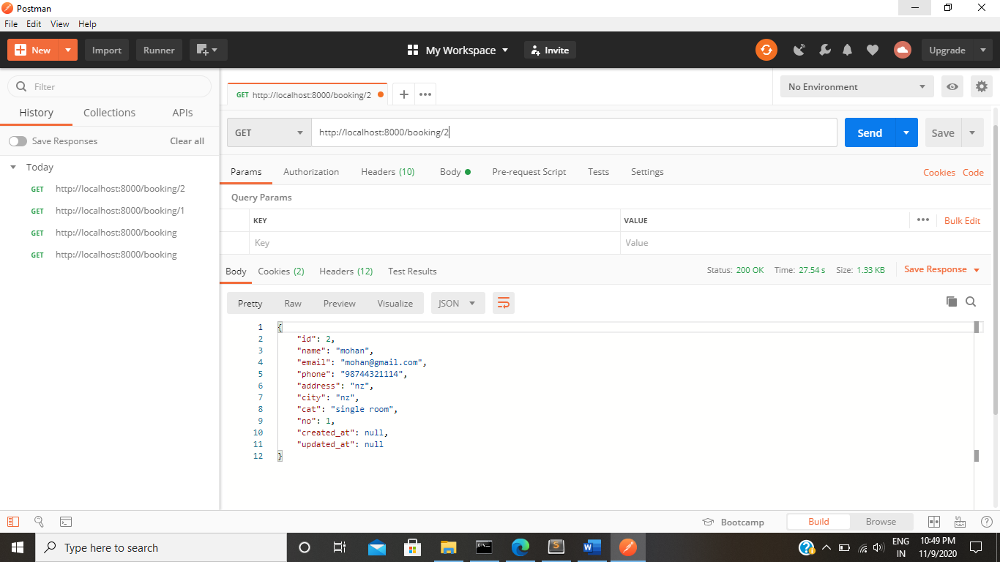 Postman
File Edit View Help
New Import Runner My Workspace Invite Upgrade
Filter
History Collections APIs
Save Responses Clear all
Today
GET http://localhost:8000/booking/2
GET http://localhost:8000/booking/1
GET http://localhost:8000/booking
GET http://localhost:8000/booking
GET http://localhost:8000/booking/2
No Environment
GET http://localhost:8000/booking/2 Send Save
Params Authorization Headers (10) Body Pre-request Script Tests Settings Cookies Code
Query Params
KEY VALUE Bulk Edit
Key Value
Body Cookies (2) Headers (12) Test Results Status: 200 OK Time: 27.54 s Size: 1.33 KB Save Response
Pretty Raw Preview Visualize JSON
1 {
2 "id": 2,
3 "name": "mohan",
4 "email": "mohan@gmail.com",
5 "phone": "98744321114",
6 "address": "nz",
7 "city": "nz",
8 "cat": "single room",
9 "no": 1,
10 "created_at": null,
11 "updated_at": null
12 }
Bootcamp Build Browse
Type here to search
ENG
IN
10:49 PM
11/9/2020